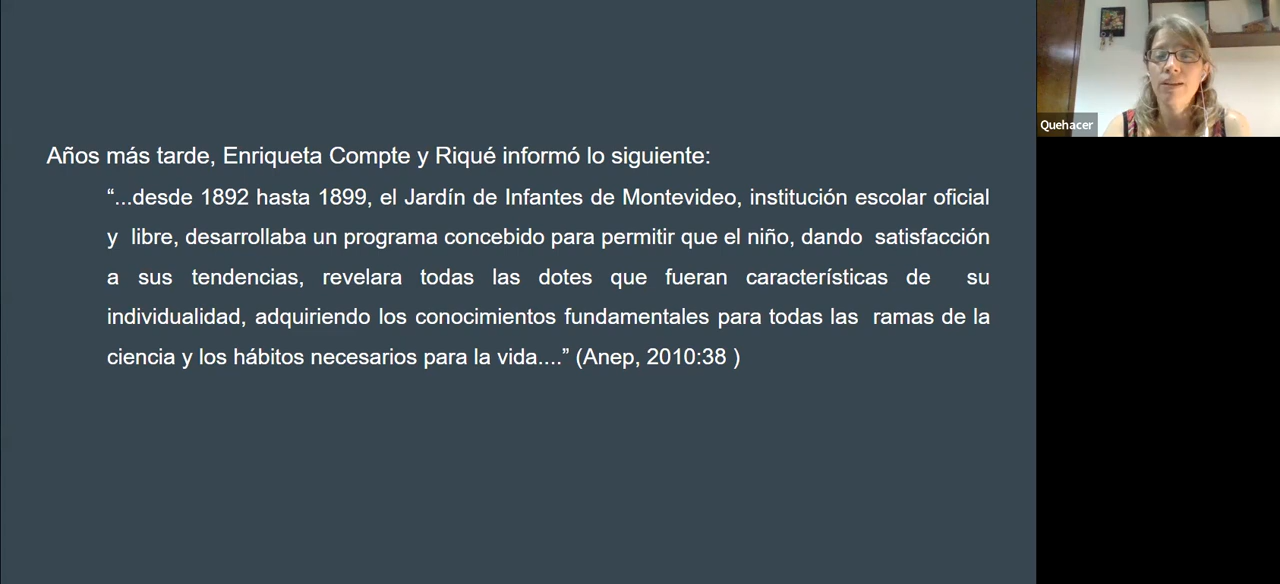 Años más tarde, Enriqueta Compte y Riqué informó lo siguiente:
“...desde 1892 hasta 1899, el Jardín de Infantes de Montevideo, institución escolar oficial
y libre, desarrollaba un programa concebido para permitir que el niño, dando satisfacción
a sus tendencias, revelara todas las dotes que fueran características de su
individualidad, adquiriendo los conocimientos fundamentales para todas las ramas de la
ciencia y los hábitos necesarios para la vida....” (Anep, 2010:38 )
Quehacer